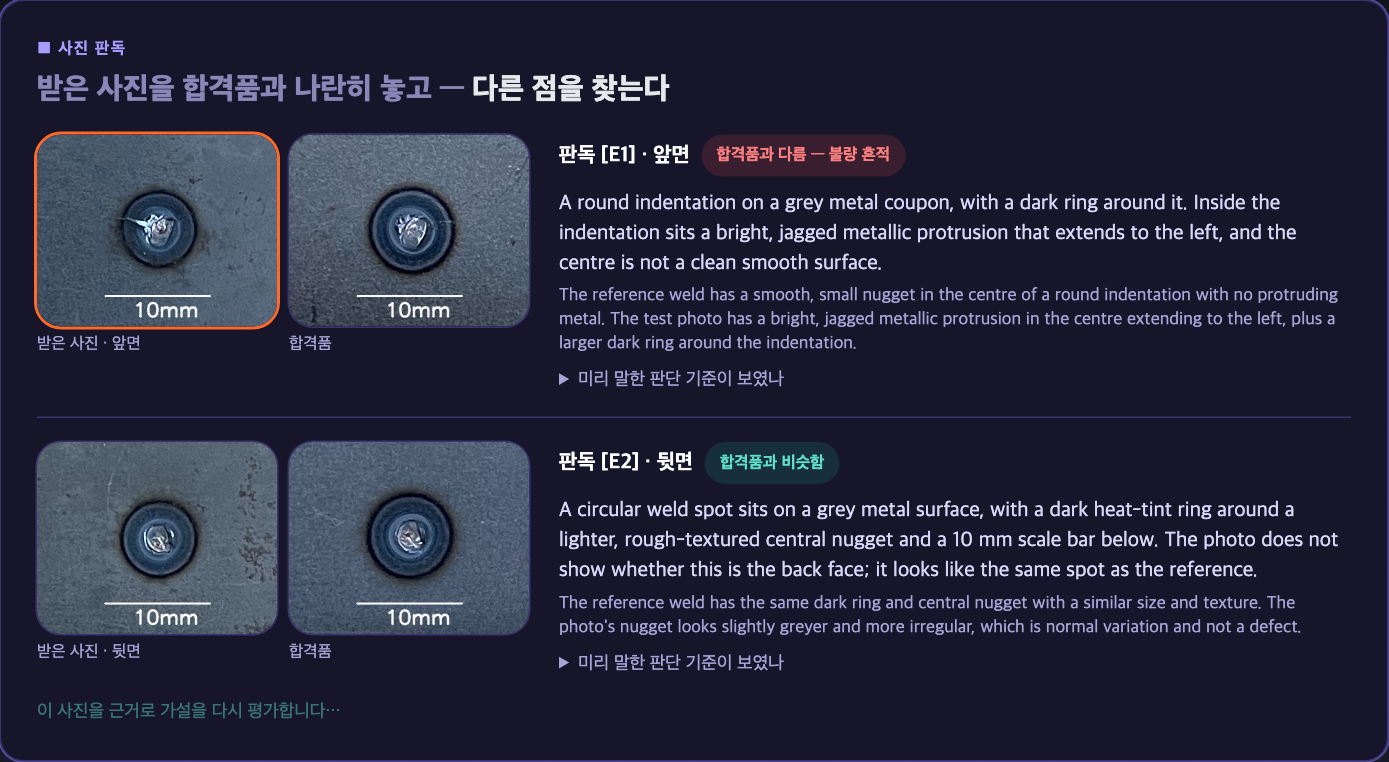 ■ 사진 판독
받은 사진을 합격품과 나란히 놓고 — 다른 점을 찾는다
10mm
받은 사진 · 앞면
10mm
합격품
판독 [E1] · 앞면
합격품과 다름 — 불량 흔적
A round indentation on a grey metal coupon, with a dark ring around it. Inside the
indentation sits a bright, jagged metallic protrusion that extends to the left, and the
centre is not a clean smooth surface.
The reference weld has a smooth, small nugget in the centre of a round indentation with no protruding
metal. The test photo has a bright, jagged metallic protrusion in the centre extending to the left, plus a
larger dark ring around the indentation.
▶ 미리 말한 판단 기준이 보였나
10mm
받은 사진 · 뒷면
10mm
합격품
판독 [E2] · 뒷면
합격품과 비슷함
A circular weld spot sits on a grey metal surface, with a dark heat-tint ring around a
lighter, rough-textured central nugget and a 10 mm scale bar below. The photo does not
show whether this is the back face; it looks like the same spot as the reference.
The reference weld has the same dark ring and central nugget with a similar size and texture. The
photo's nugget looks slightly greyer and more irregular, which is normal variation and not a defect.
▶ 미리 말한 판단 기준이 보였나
이 사진을 근거로 가설을 다시 평가합니다…